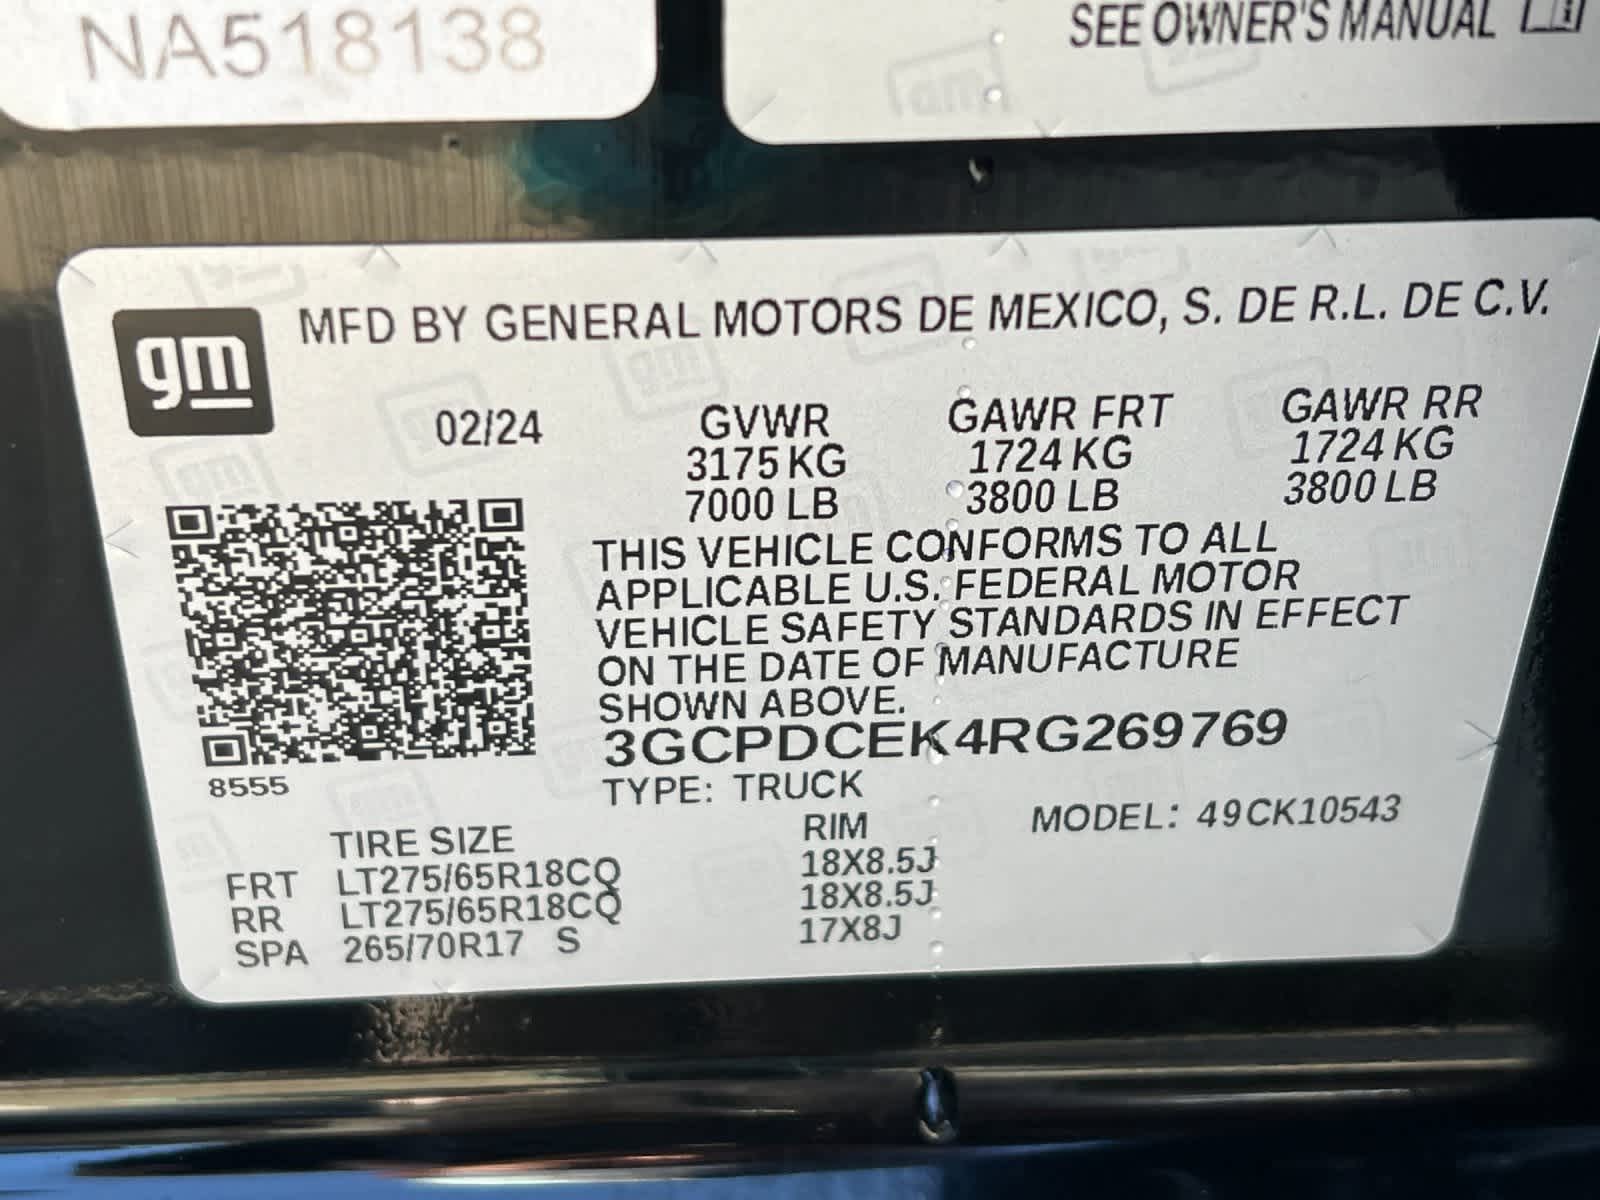 NA518138
SEE OWNER'S MANUAL
gm
MFD BY GENERAL MOTORS DE MEXICO, S. DE R.L. DE C.V.
02/24 GVWR GAWR FRT GAWR RR
3175 KG 1724 KG 1724 KG
7000 LB 3800 LB 3800 LB
THIS VEHICLE CONFORMS TO ALL
APPLICABLE U.S. FEDERAL MOTOR
VEHICLE SAFETY STANDARDS IN EFFECT
ON THE DATE OF MANUFACTURE
SHOWN ABOVE.
3GCPDCEK4RG269769
8555
TYPE: TRUCK
MODEL: 49CK10543
TIRE SIZE RIM
FRT LT275/65R18CQ 18X8.5J
RR LT275/65R18CQ 18X8.5J
SPA 265/70R17 S 17X8J